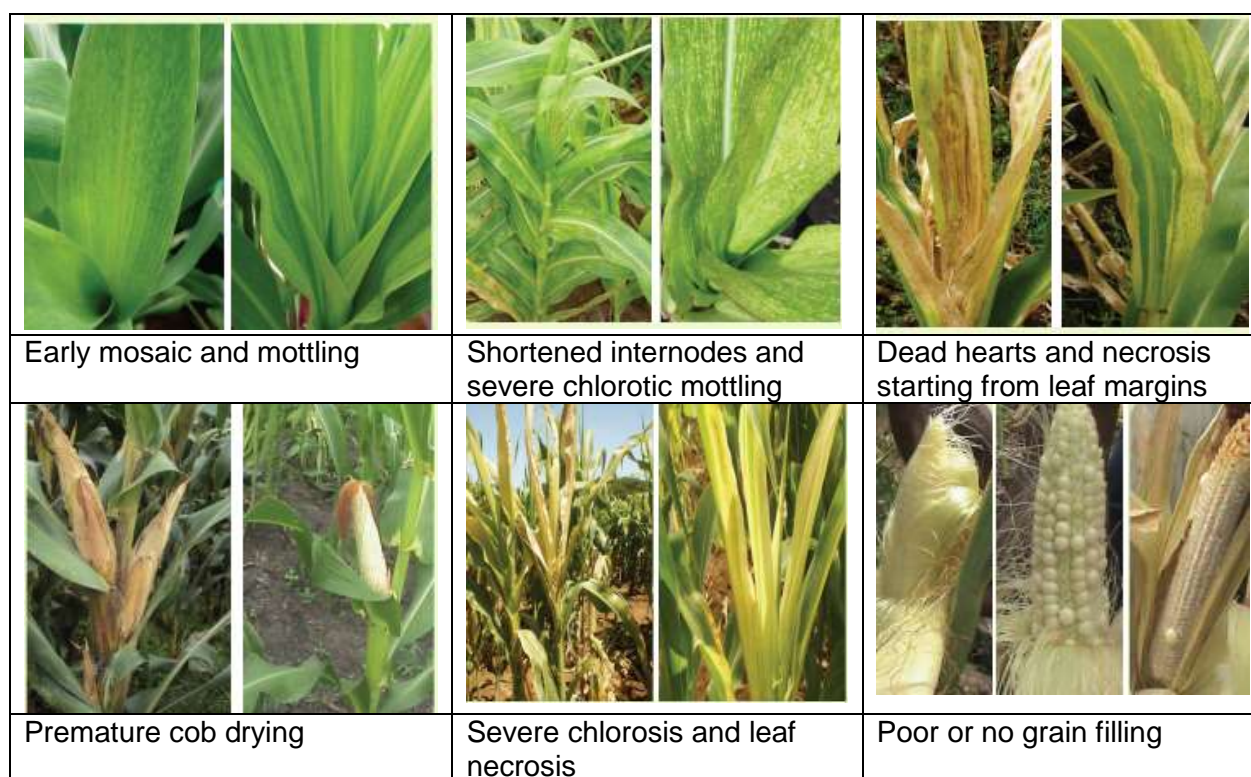 Early mosaic and mottling
Shortened internodes and
severe chlorotic mottling
Dead hearts and necrosis
starting from leaf margins
Premature cob drying
Severe chlorosis and leaf
necrosis
Poor or no grain filling